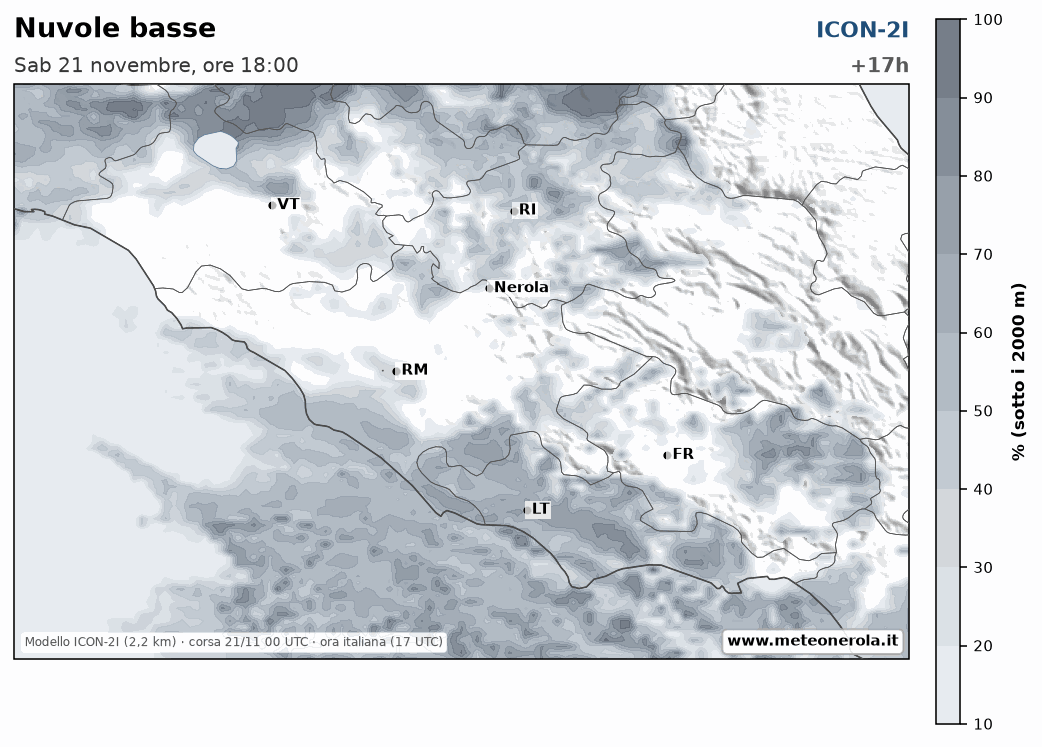 Nuvole basse
ICON-2I
Sab 21 novembre, ore 18:00
+17h
VT
RI
Nerola
RM
FR
LT
Modello ICON-2I (2,2 km) · corsa 21/11 00 UTC · ora italiana (17 UTC)
www.meteonerola.it
100
90
80
70
60
50
40
30
20
10
% (sotto i 2000 m)